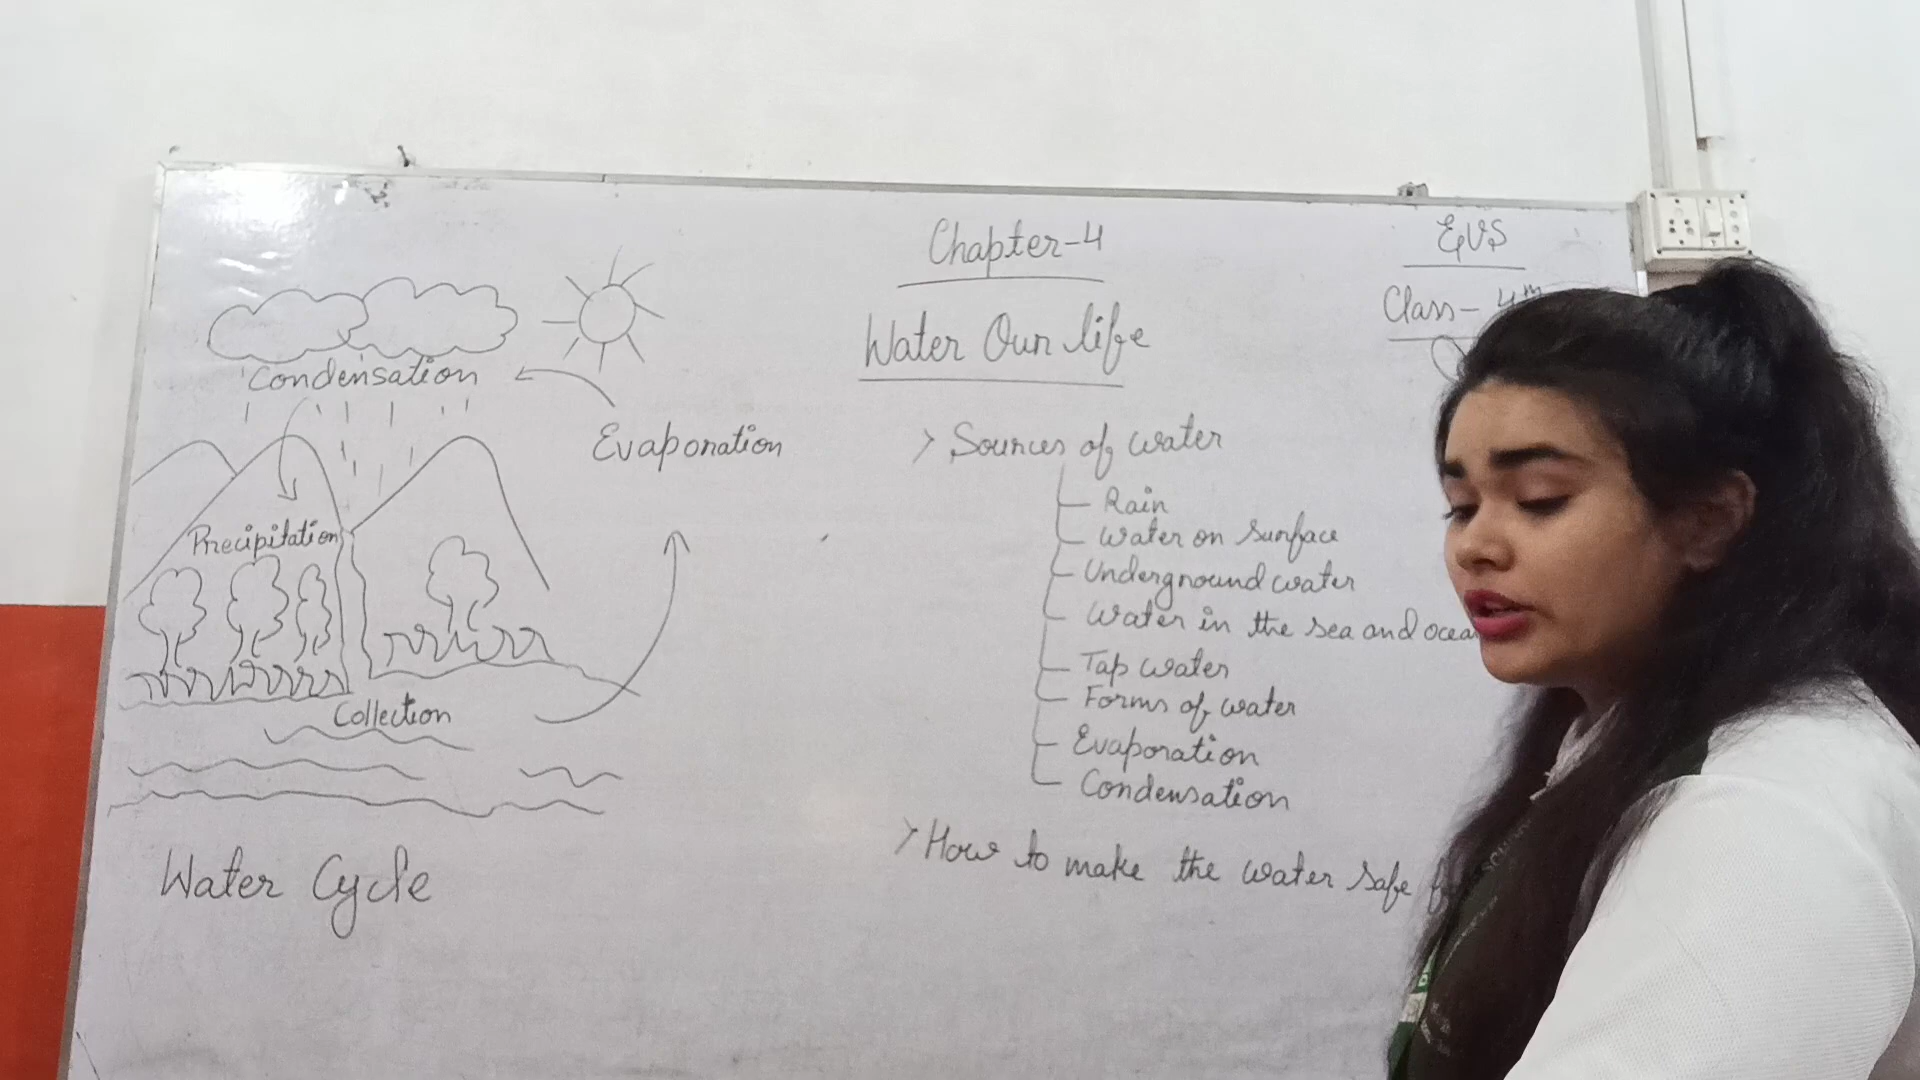 Chapter-4
EVS
Class- 4th
Water Our life
Condensation
Evaporation
Precipitation
Collection
Water Cycle
> Sources of water
Rain
Water on surface
Underground water
Water in the sea and ocea
Tap water
Forms of water
Evaporation
Condensation
> How to make the water safe